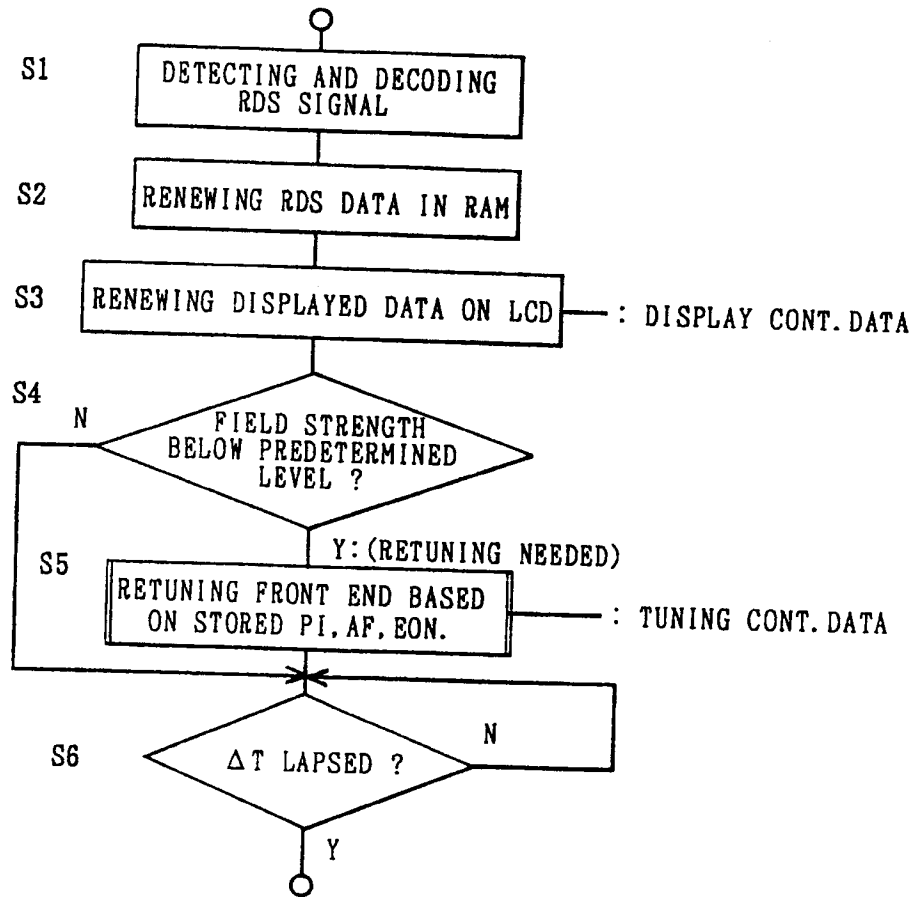 S1
DETECTING AND DECODING
RDS SIGNAL
S2
RENEWING RDS DATA IN RAM
S3
RENEWING DISPLAYED DATA ON LCD
: DISPLAY CONT.DATA
S4
N
FIELD STRENGTH
BELOW PREDETERMINED
LEVEL ?
Y:(RETUNING NEEDED)
S5
RETUNING FRONT END BASED
ON STORED PI,AF,EON.
: TUNING CONT.DATA
S6
ΔT LAPSED ?
N
Y